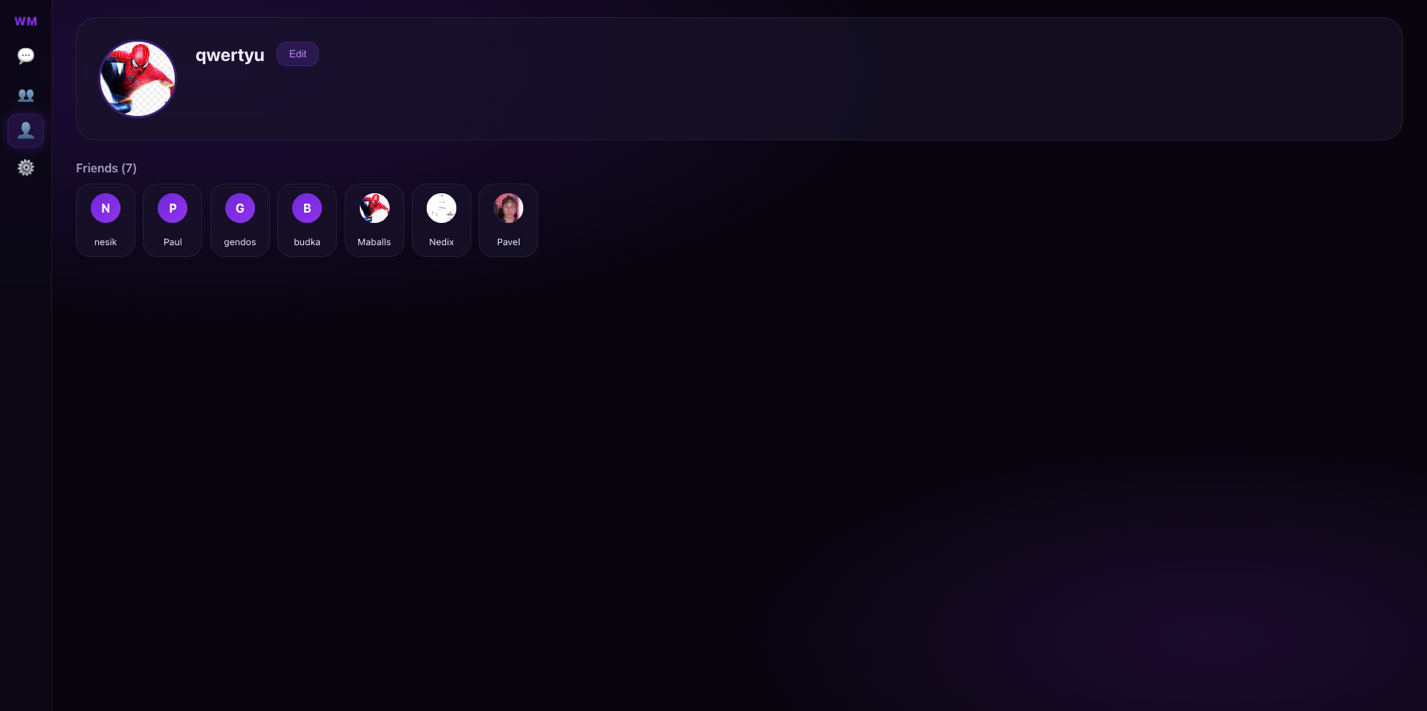 WM
qwertyu
Edit
Friends (7)
N
P
G
B
nesik
Paul
gendos
budka
Maballs
Nedix
Pavel